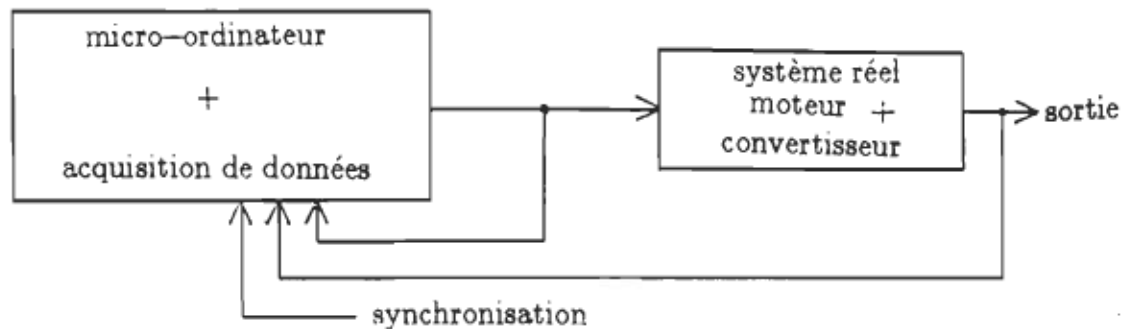 micro-ordinateur
+
acquisition de données
système réel
moteur +
convertisseur
sortie
synchronisation